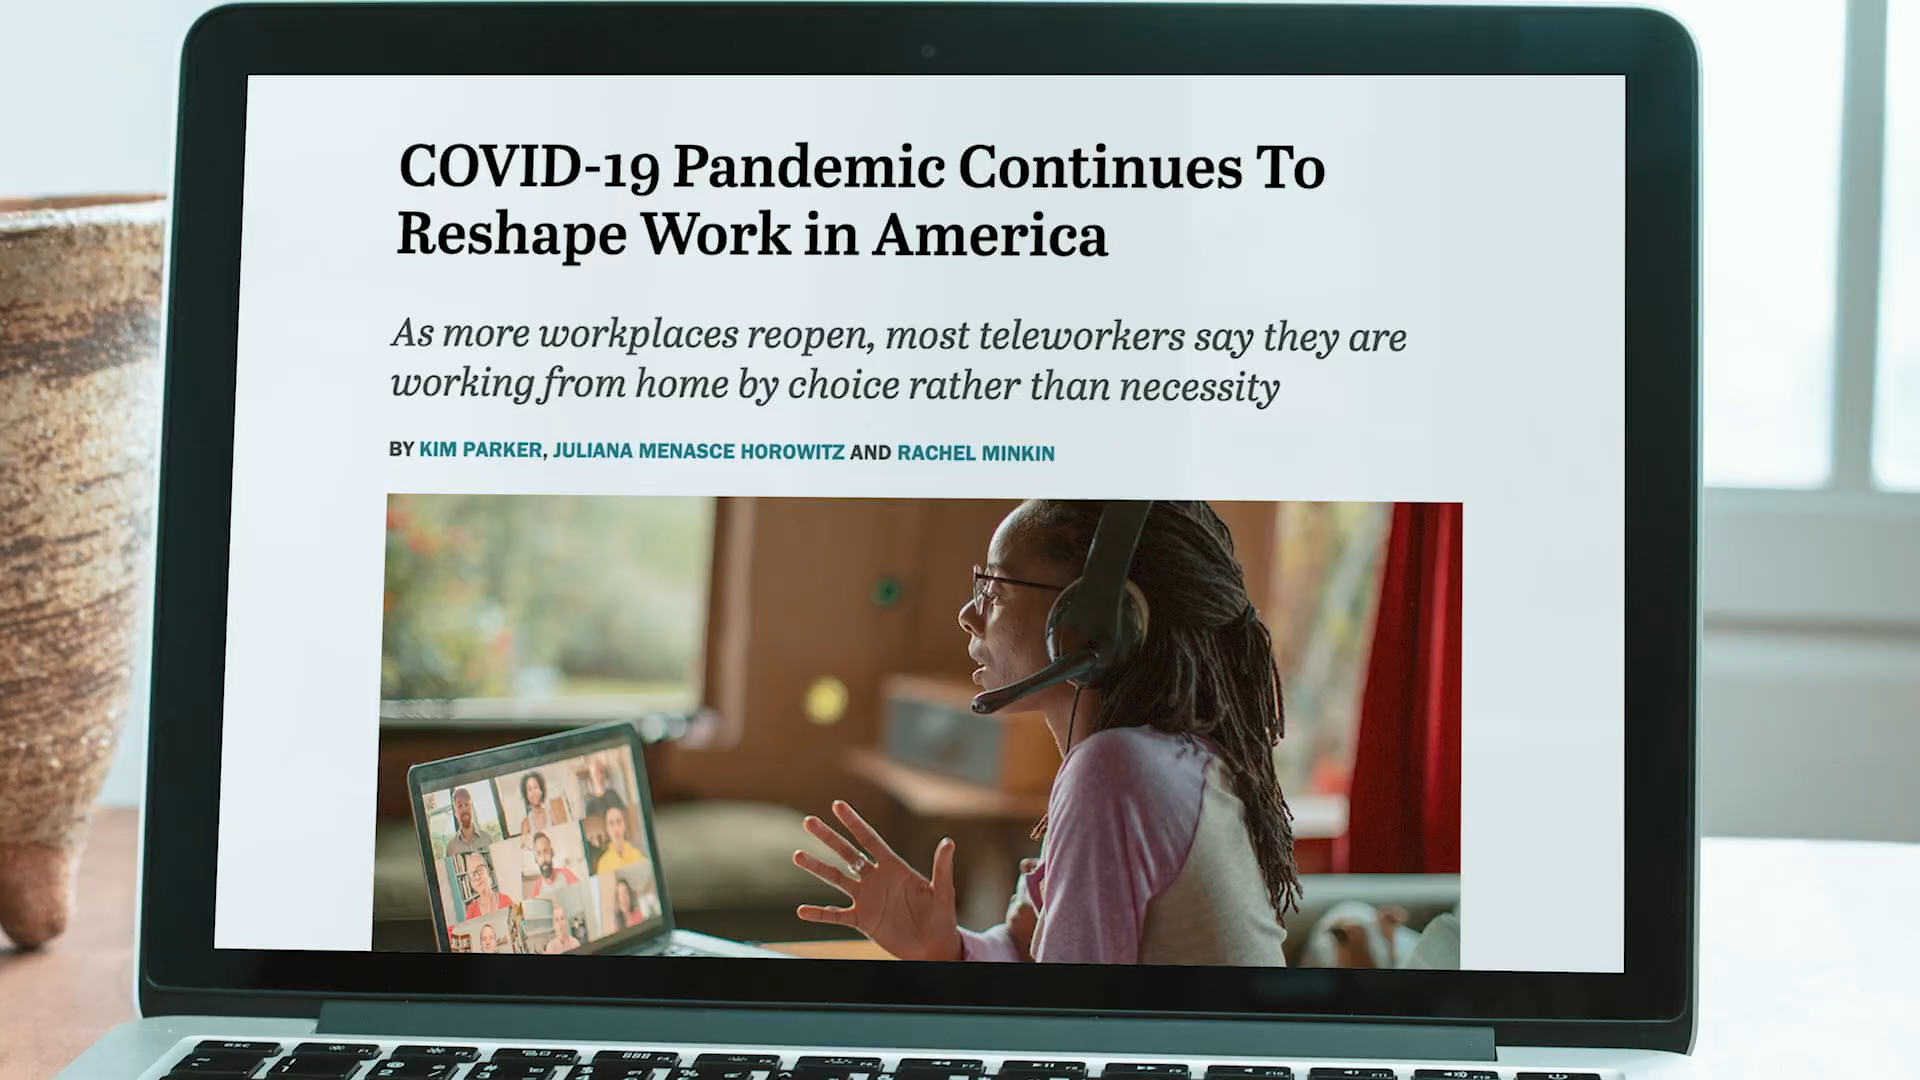 COVID-19 Pandemic Continues To
Reshape Work in America
As more workplaces reopen, most teleworkers say they are
working from home by choice rather than necessity
BY KIM PARKER, JULIANA MENASCE HOROWITZ AND RACHEL MINKIN
esc